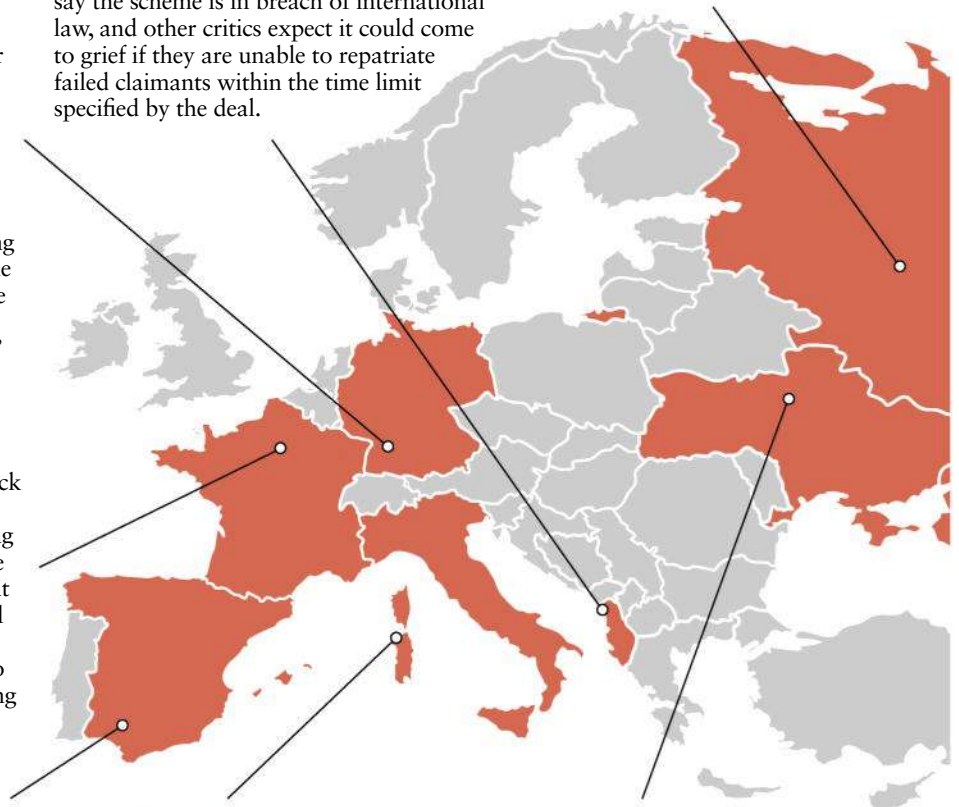 say the scheme is in breach of international
law, and other critics expect it could come
to grief if they are unable to repatriate
failed claimants within the time limit
specified by the deal.